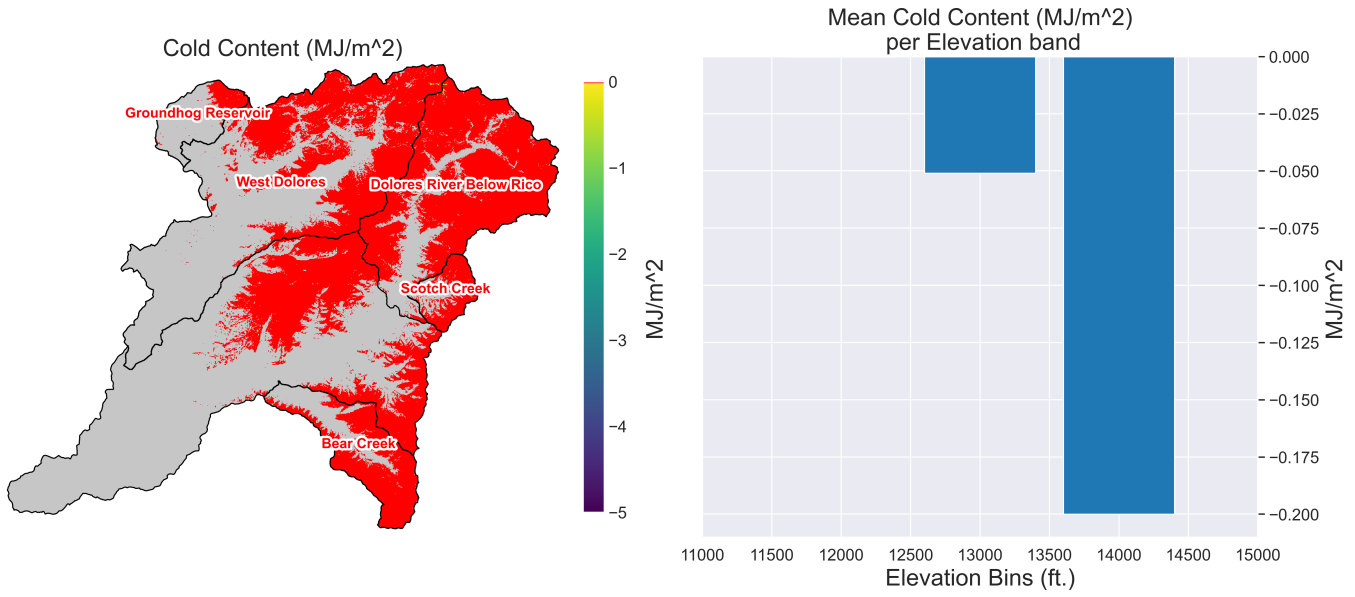 Cold Content (MJ/m^2)
Groundhog Reservoir
West Dolores
Dolores River Below Rico
Scotch Creek
Bear Creek
0
−1
−2
−3
−4
−5
MJ/m^2
Mean Cold Content (MJ/m^2)
per Elevation band
0.000
−0.025
−0.050
−0.075
−0.100
−0.125
−0.150
−0.175
−0.200
MJ/m^2
11000 11500 12000 12500 13000 13500 14000 14500 15000
Elevation Bins (ft.)